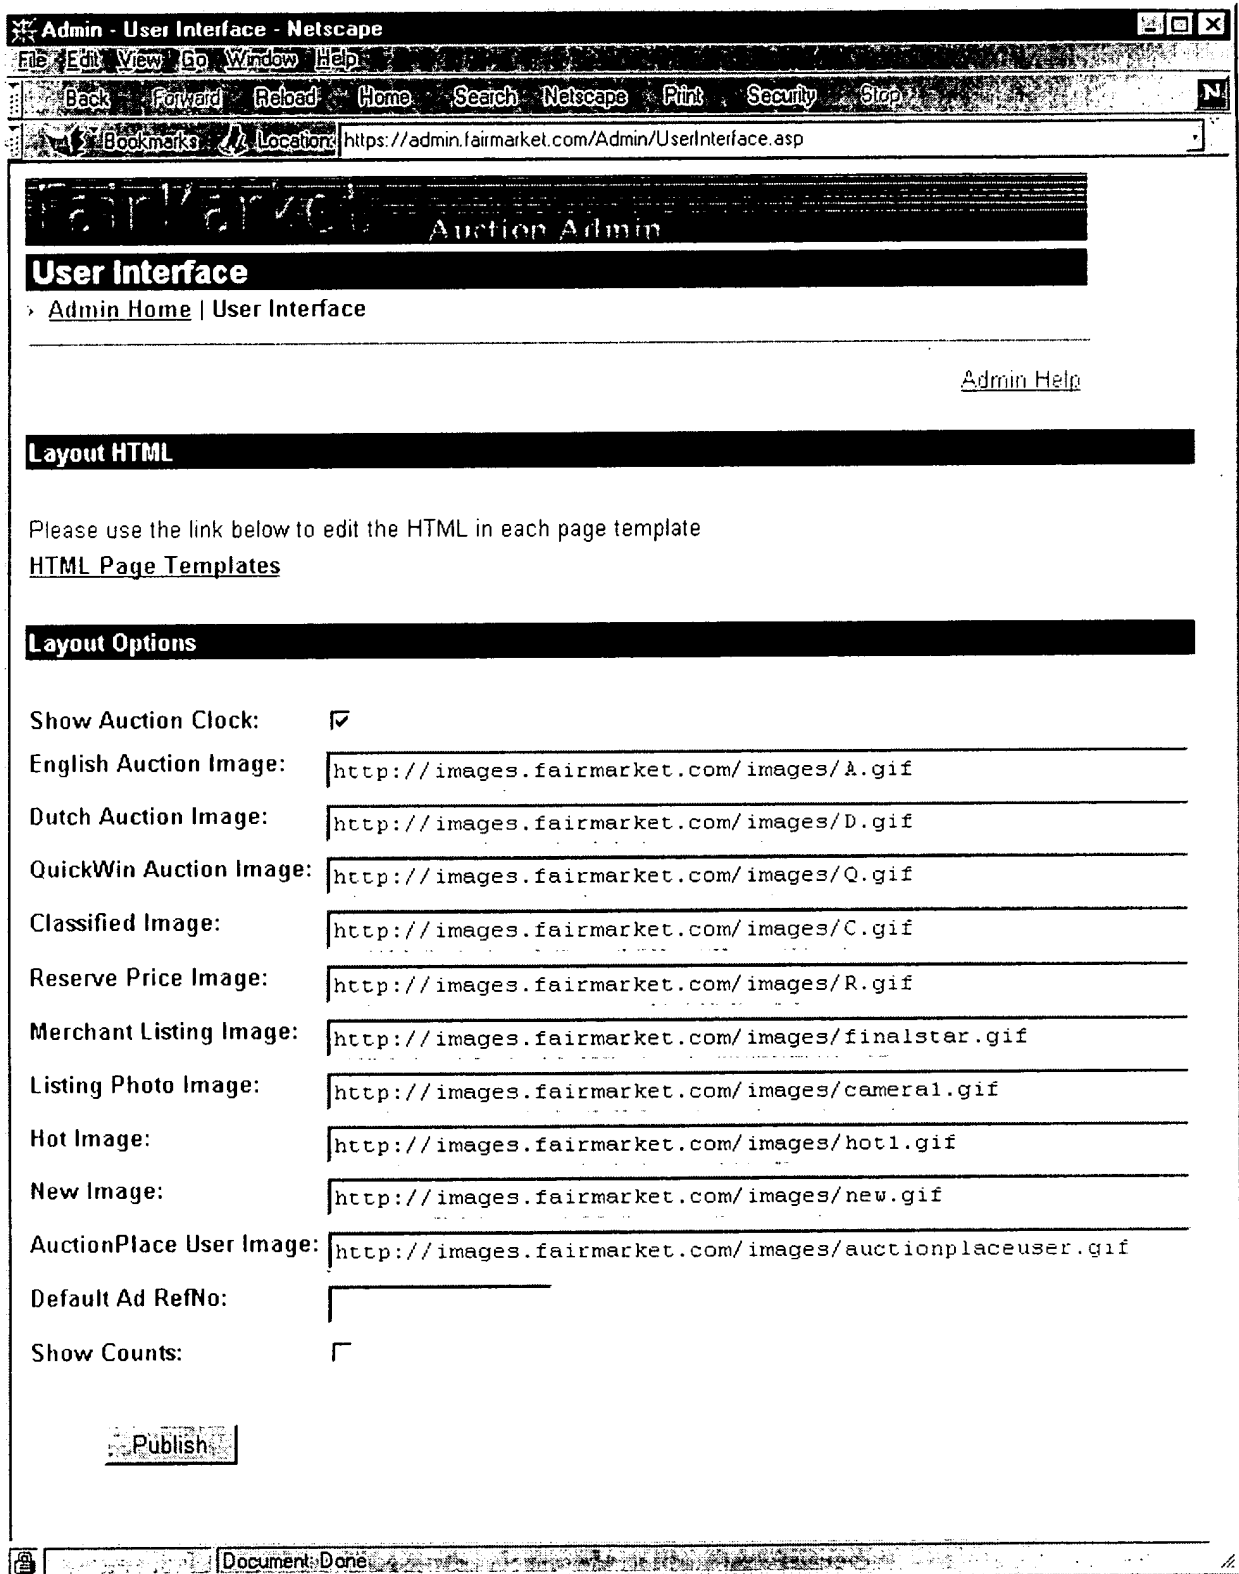 Admin - User Interface - Netscape
File Edit View Go Window Help
Back Forward Reload Home Search Netscape Print Security Stop N
Bookmarks Location: https://admin.fairmarket.com/Admin/UserInterface.asp
FairMarket Auction Admin
User Interface
› Admin Home | User Interface
Admin Help
Layout HTML
Please use the link below to edit the HTML in each page template
HTML Page Templates
Layout Options
Show Auction Clock:
English Auction Image: http://images.fairmarket.com/images/A.gif
Dutch Auction Image: http://images.fairmarket.com/images/D.gif
QuickWin Auction Image: http://images.fairmarket.com/images/Q.gif
Classified Image: http://images.fairmarket.com/images/C.gif
Reserve Price Image: http://images.fairmarket.com/images/R.gif
Merchant Listing Image: http://images.fairmarket.com/images/finalstar.gif
Listing Photo Image: http://images.fairmarket.com/images/camera1.gif
Hot Image: http://images.fairmarket.com/images/hot1.gif
New Image: http://images.fairmarket.com/images/new.gif
AuctionPlace User Image: http://images.fairmarket.com/images/auctionplaceuser.gif
Default Ad RefNo:
Show Counts:
Publish
Document: Done